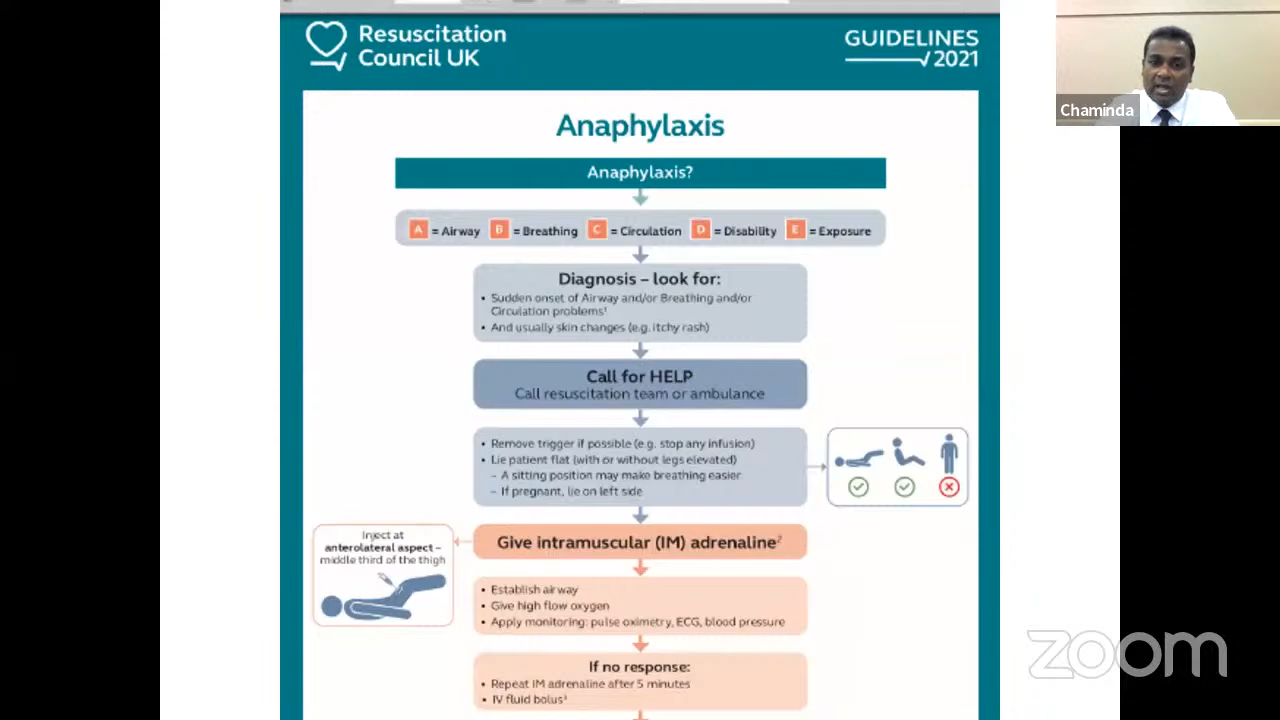 Resuscitation
Council UK
GUIDELINES
2021
Chaminda
Anaphylaxis
Anaphylaxis?
A = Airway B = Breathing C = Circulation D = Disability E = Exposure
Diagnosis – look for:
• Sudden onset of Airway and/or Breathing and/or
Circulation problems¹
• And usually skin changes (e.g. itchy rash)
Call for HELP
Call resuscitation team or ambulance
• Remove trigger if possible (e.g. stop any infusion)
• Lie patient flat (with or without legs elevated)
– A sitting position may make breathing easier
– If pregnant, lie on left side
Inject at
anterolateral aspect –
middle third of the thigh
Give intramuscular (IM) adrenaline²
• Establish airway
• Give high flow oxygen
• Apply monitoring: pulse oximetry, ECG, blood pressure
If no response:
• Repeat IM adrenaline after 5 minutes
• IV fluid bolus³
zoom